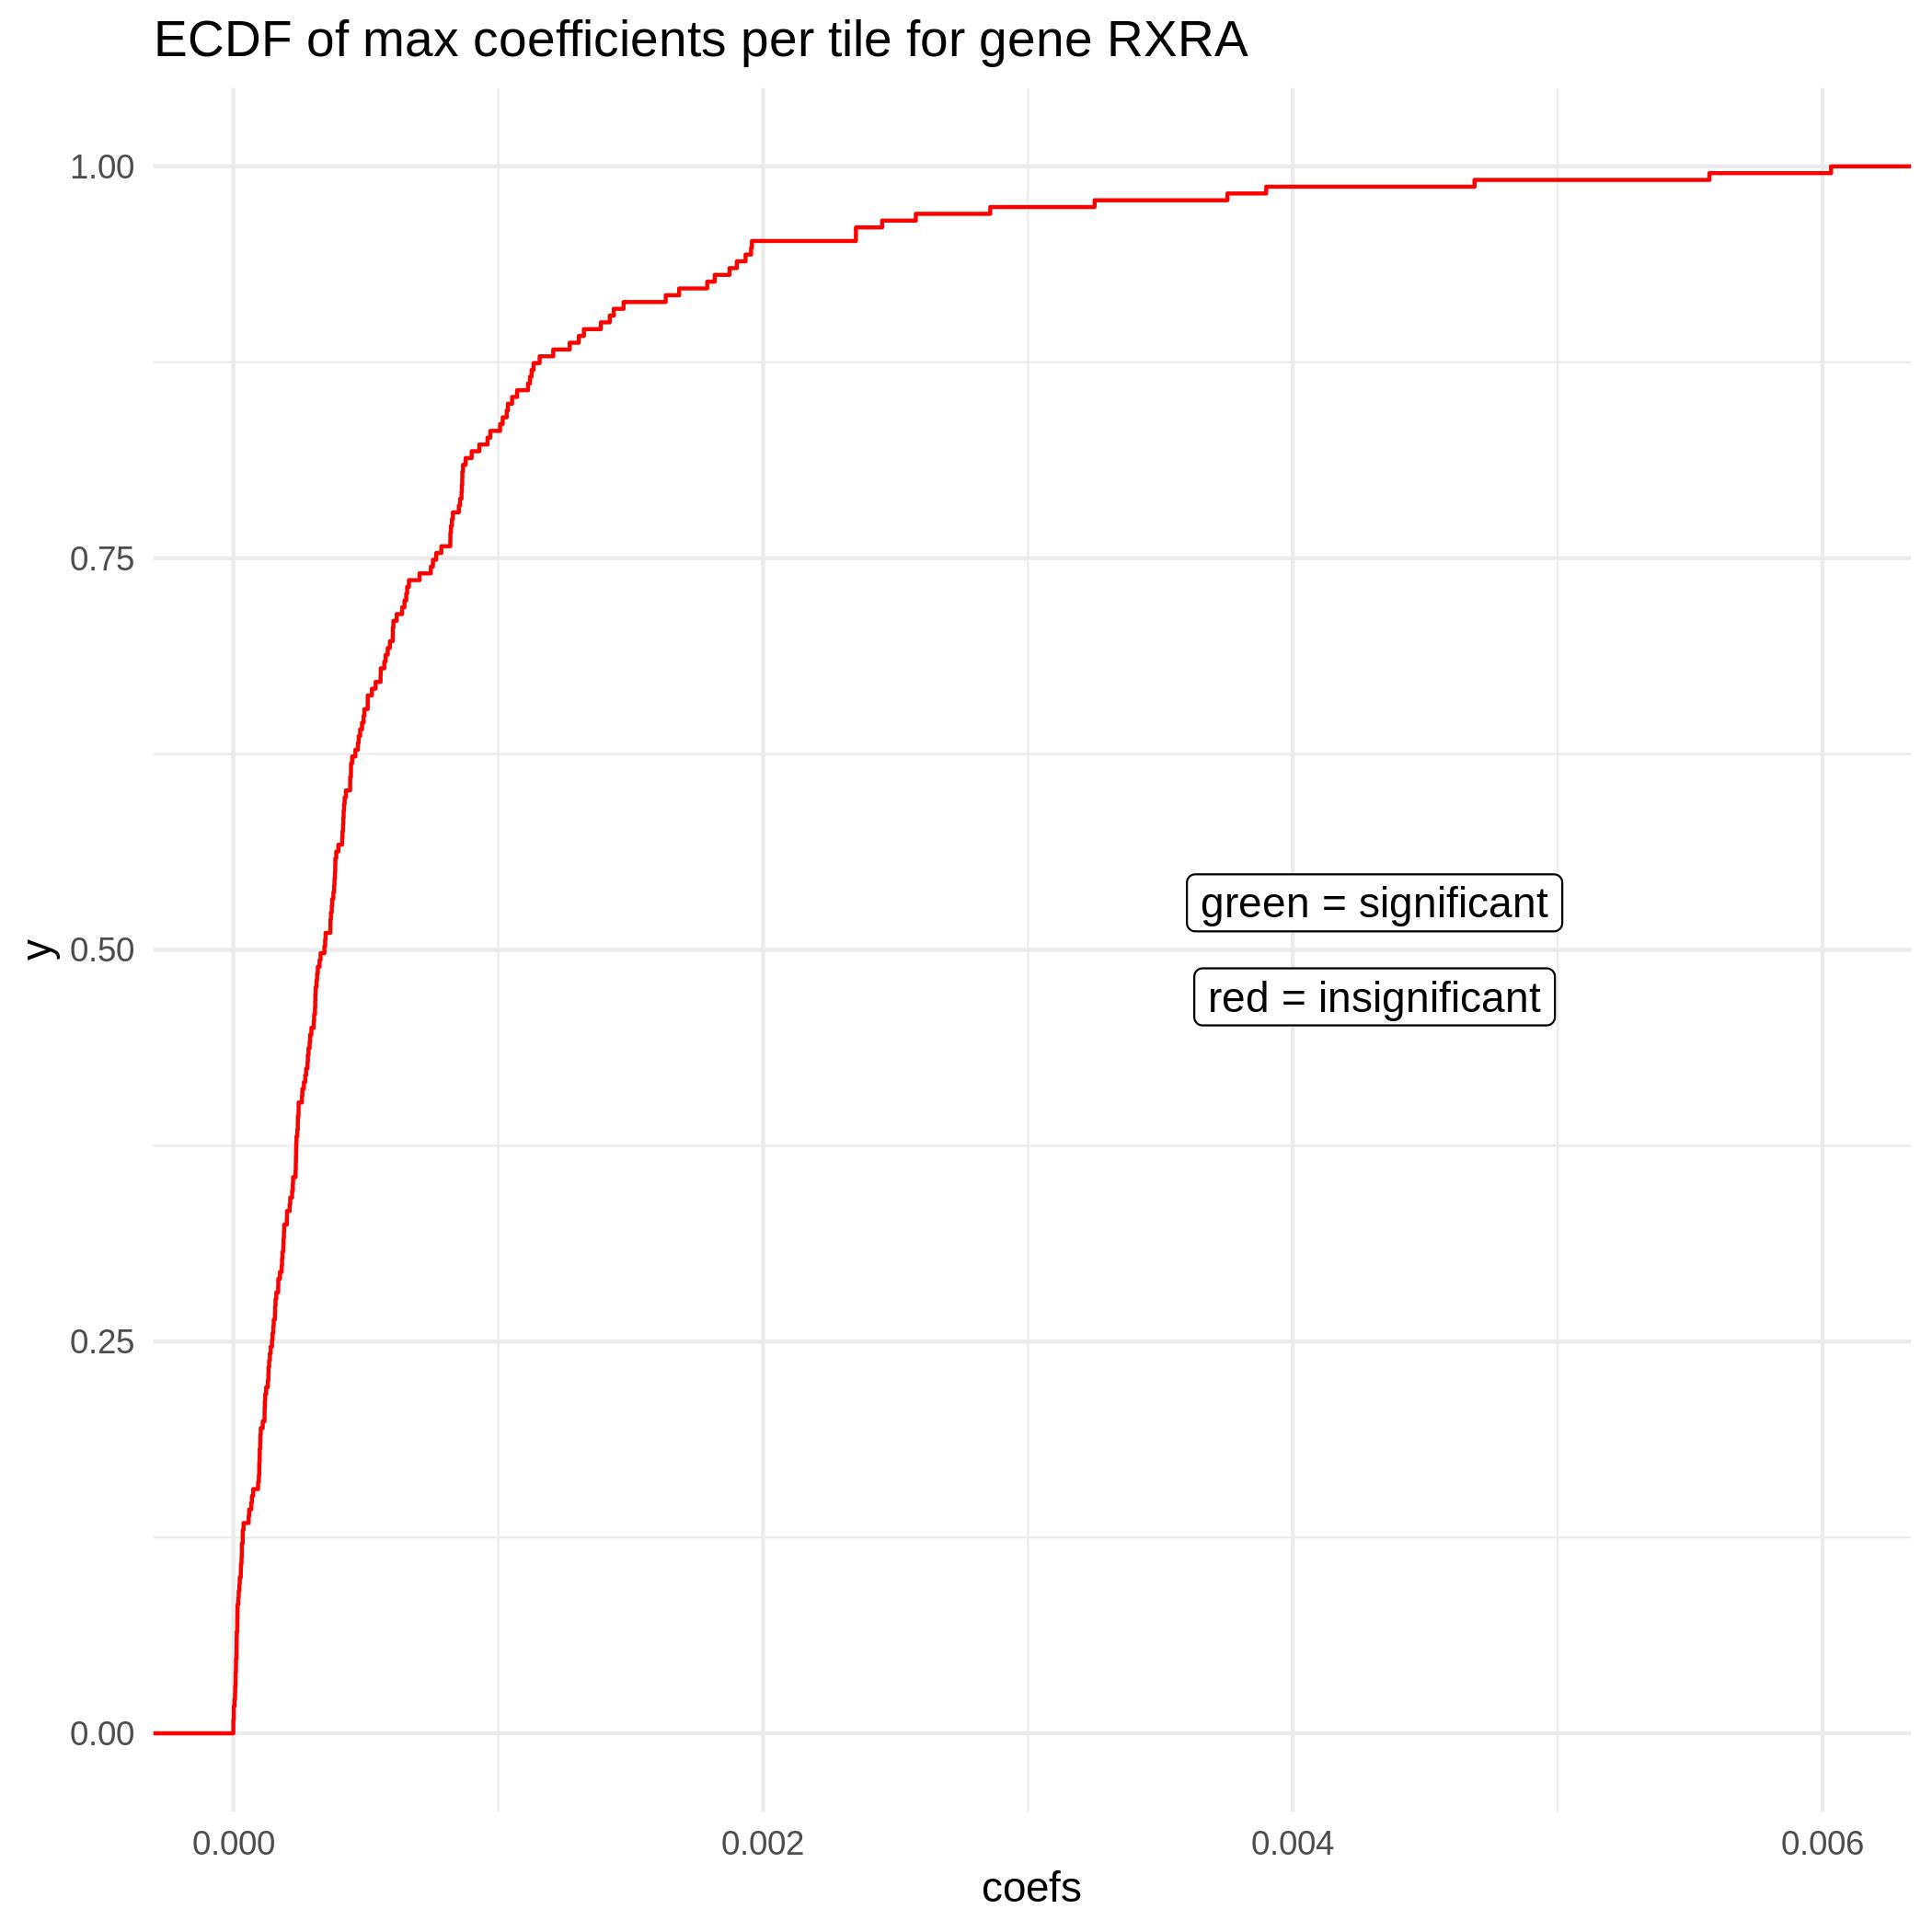 ECDF of max coefficients per tile for gene RXRA
1.00
0.75
0.50
0.25
0.00
y
green = significant
red = insignificant
0.000 0.002 0.004 0.006
coefs